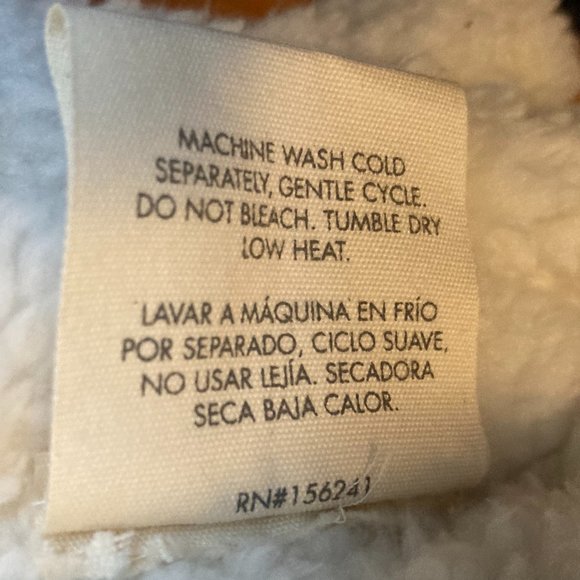 MACHINE WASH COLD
SEPARATELY, GENTLE CYCLE.
DO NOT BLEACH. TUMBLE DRY
LOW HEAT.
LAVAR A MÁQUINA EN FRÍO
POR SEPARADO, CICLO SUAVE,
NO USAR LEJÍA. SECADORA
SECA BAJA CALOR.
RN#156241